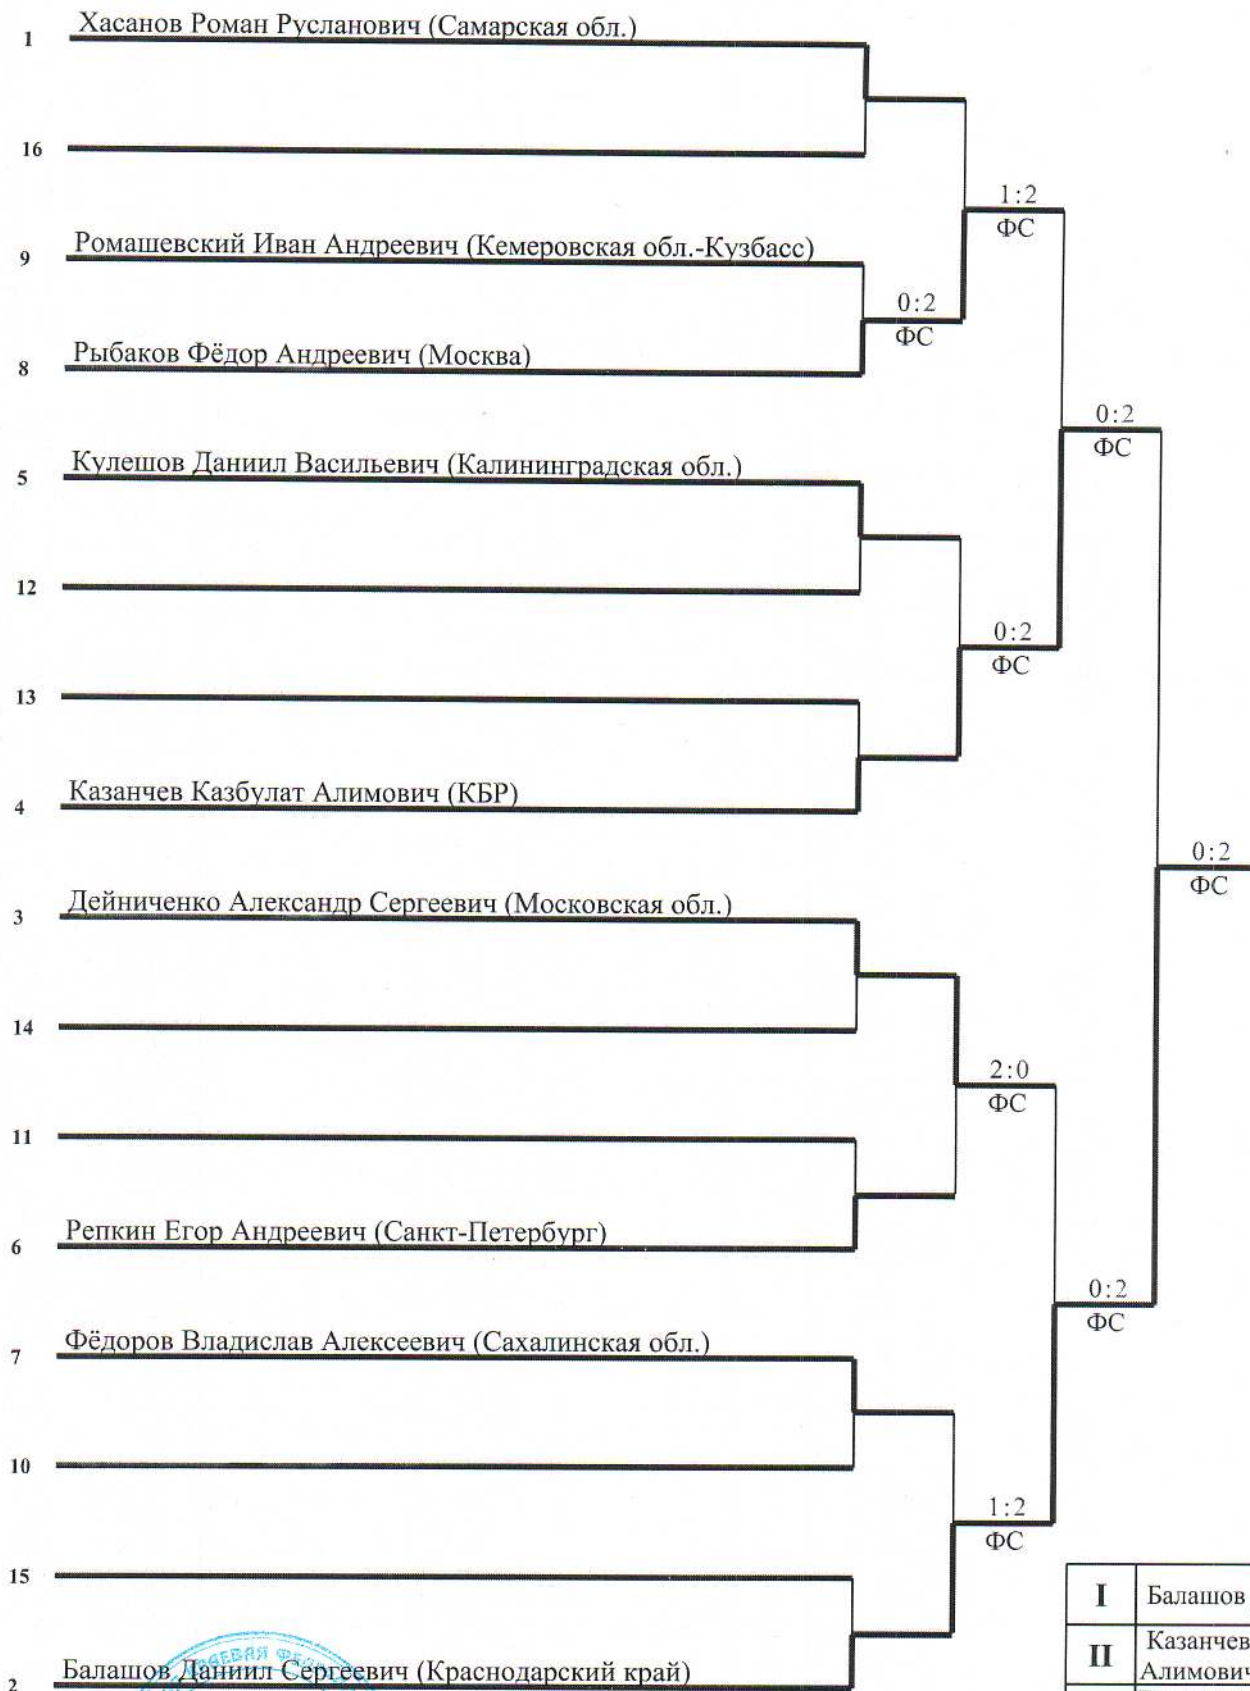 Хасанов Роман Русланович (Самарская обл.)
1
16
1:2
ФС
Ромашевский Иван Андреевич (Кемеровская обл.-Кузбасс)
9
0:2
ФС
Рыбаков Фёдор Андреевич (Москва)
8
0:2
ФС
Кулешов Даниил Васильевич (Калининградская обл.)
5
12
0:2
ФС
13
Казанчев Казбулат Алимович (КБР)
4
0:2
ФС
Дейниченко Александр Сергеевич (Московская обл.)
3
14
2:0
ФС
11
Репкин Егор Андреевич (Санкт-Петербург)
6
0:2
ФС
Фёдоров Владислав Алексеевич (Сахалинская обл.)
7
10
1:2
ФС
15
I Балашов
II Казанчев
Алимович
КРАЕВАЯ
Балашов Даниил Сергеевич (Краснодарский край)
2